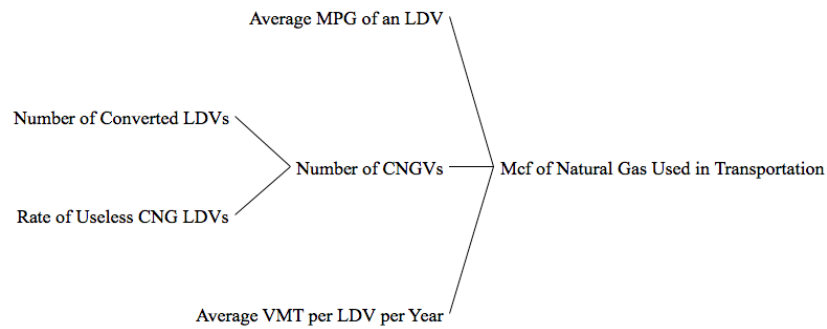 Average MPG of an LDV
Number of Converted LDVs
Number of CNGVs
Mcf of Natural Gas Used in Transportation
Rate of Useless CNG LDVs
Average VMT per LDV per Year